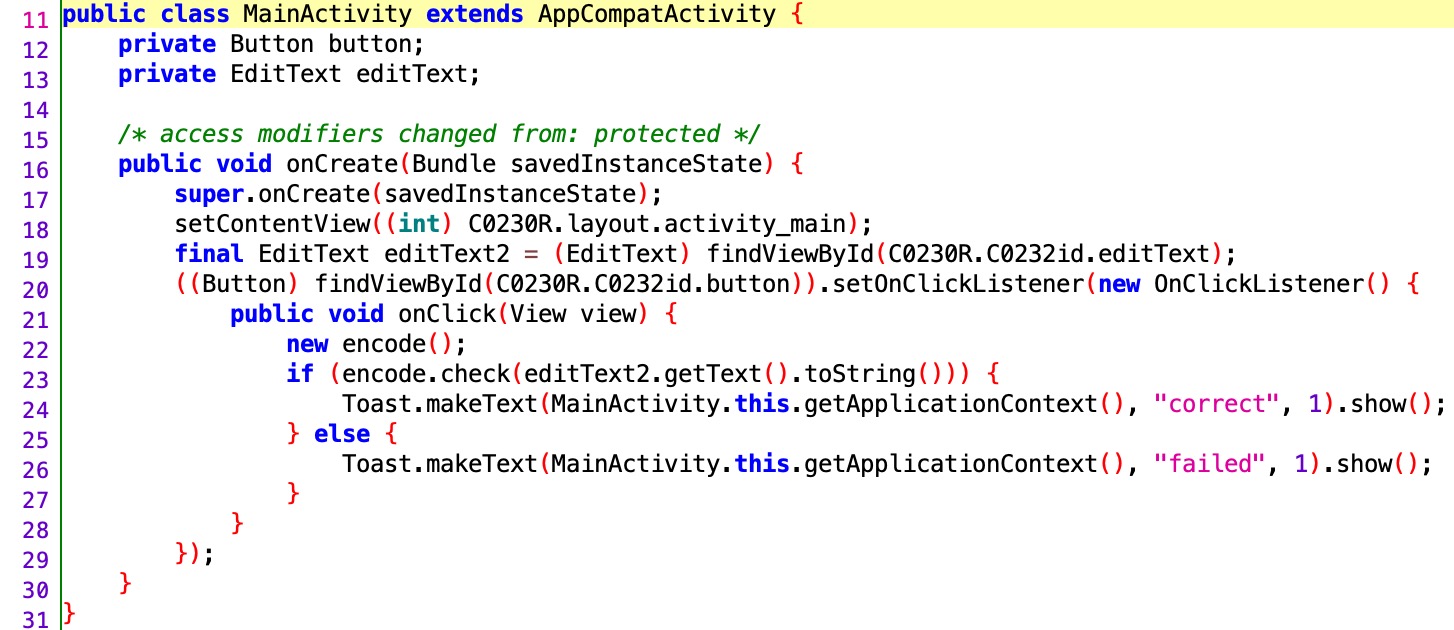 11 public class MainActivity extends AppCompatActivity {
12     private Button button;
13     private EditText editText;
14
15     /* access modifiers changed from: protected */
16     public void onCreate(Bundle savedInstanceState) {
17         super.onCreate(savedInstanceState);
18         setContentView((int) C0230R.layout.activity_main);
19         final EditText editText2 = (EditText) findViewById(C0230R.C0232id.editText);
20         ((Button) findViewById(C0230R.C0232id.button)).setOnClickListener(new OnClickListener() {
21             public void onClick(View view) {
22                 new encode();
23                 if (encode.check(editText2.getText().toString())) {
24                     Toast.makeText(MainActivity.this.getApplicationContext(), "correct", 1).show();
25                 } else {
26                     Toast.makeText(MainActivity.this.getApplicationContext(), "failed", 1).show();
27                 }
28             }
29         });
30     }
31 }